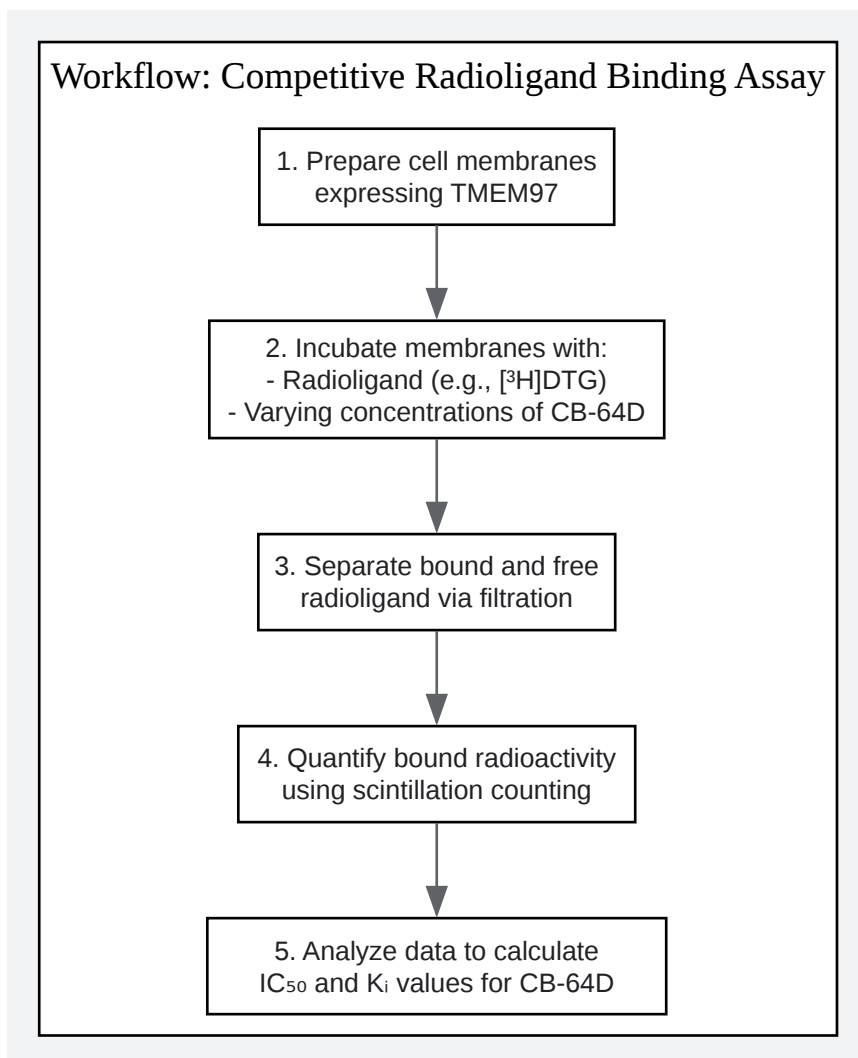 Workflow: Competitive Radioligand Binding Assay
1. Prepare cell membranes
expressing TMEM97
2. Incubate membranes with:
- Radioligand (e.g., [³H]DTG)
- Varying concentrations of CB-64D
3. Separate bound and free
radioligand via filtration
4. Quantify bound radioactivity
using scintillation counting
5. Analyze data to calculate
IC₅₀ and Kᵢ values for CB-64D